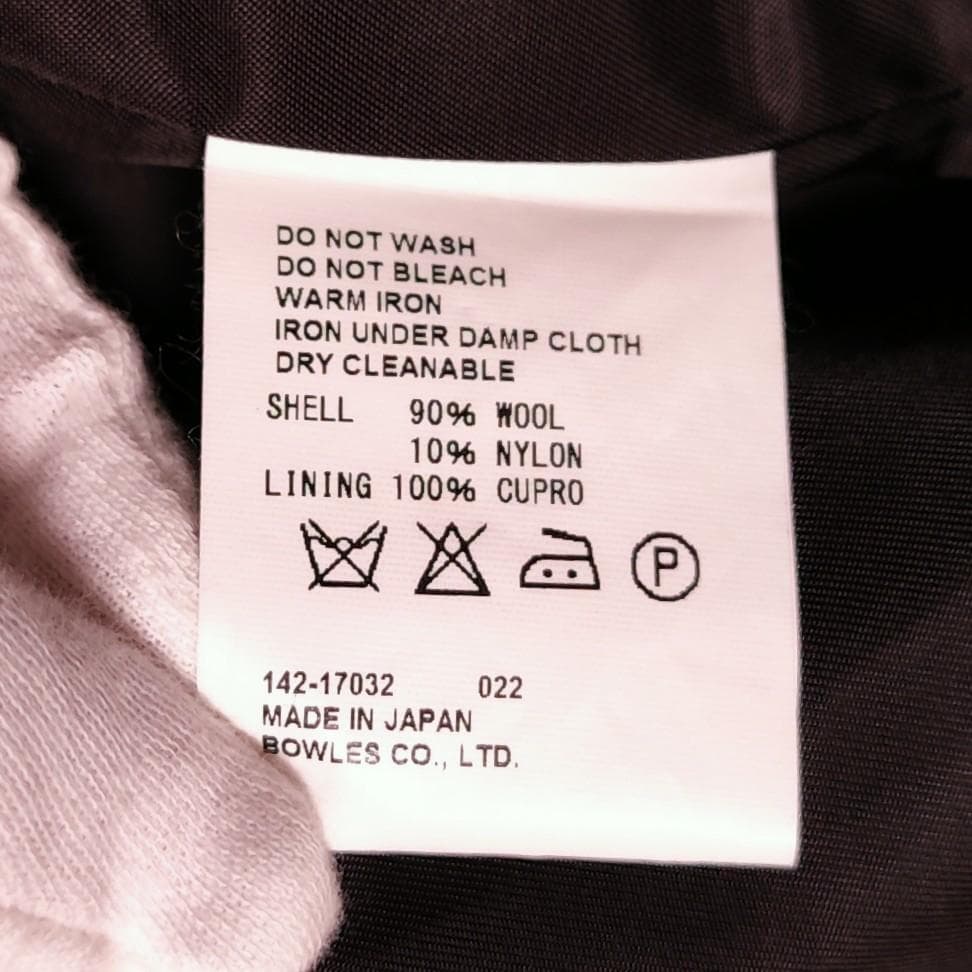 DO NOT WASH
DO NOT BLEACH
WARM IRON
IRON UNDER DAMP CLOTH
DRY CLEANABLE
SHELL 90% WOOL
10% NYLON
LINING 100% CUPRO
P
142-17032 022
MADE IN JAPAN
BOWLES CO., LTD.